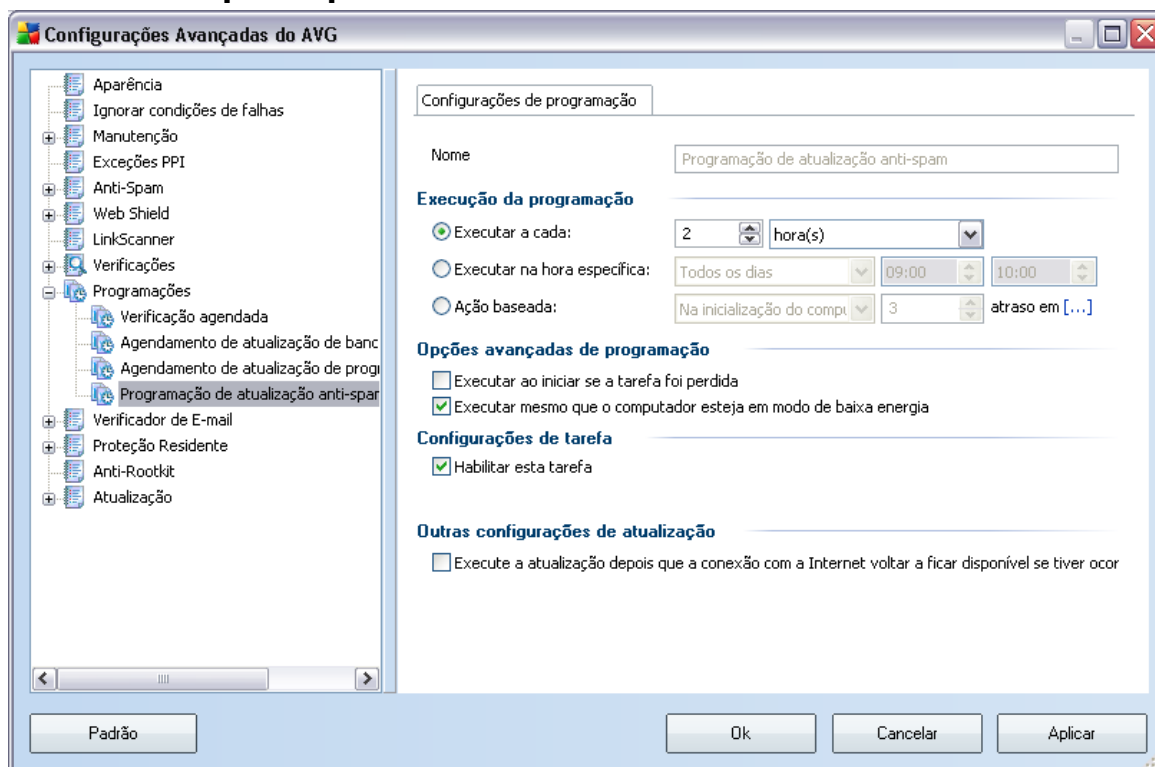 Configurações Avançadas do AVG
Aparência
Ignorar condições de falhas
Manutenção
Exceções PPI
Anti-Spam
Web Shield
LinkScanner
Verificações
Programações
Verificação agendada
Agendamento de atualização de banc
Agendamento de atualização de progr
Programação de atualização anti-spar
Verificador de E-mail
Proteção Residente
Anti-Rootkit
Atualização
Configurações de programação
Nome Programação de atualização anti-spam
Execução da programação
Executar a cada: 2 hora(s)
Executar na hora específica: Todos os dias 09:00 10:00
Ação baseada: Na inicialização do compu 3 atraso em [...]
Opções avançadas de programação
Executar ao iniciar se a tarefa foi perdida
Executar mesmo que o computador esteja em modo de baixa energia
Configurações de tarefa
Habilitar esta tarefa
Outras configurações de atualização
Execute a atualização depois que a conexão com a Internet voltar a ficar disponível se tiver ocor
Padrão Ok Cancelar Aplicar